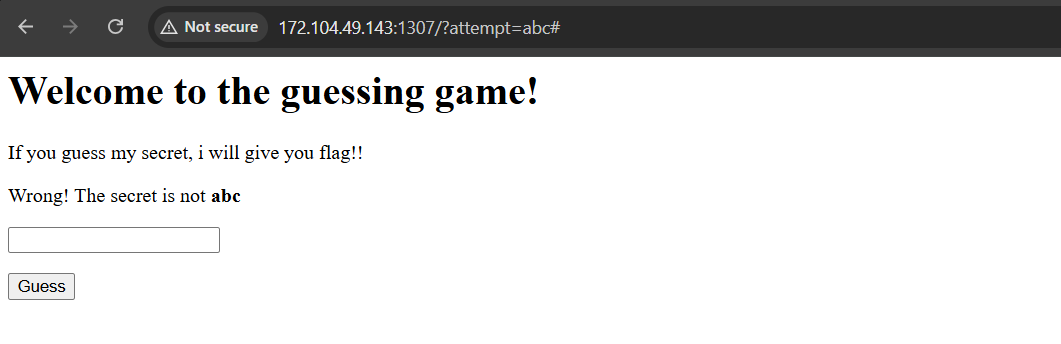 Not secure 172.104.49.143:1307/?attempt=abc#
Welcome to the guessing game!
If you guess my secret, i will give you flag!!
Wrong! The secret is not abc
Guess